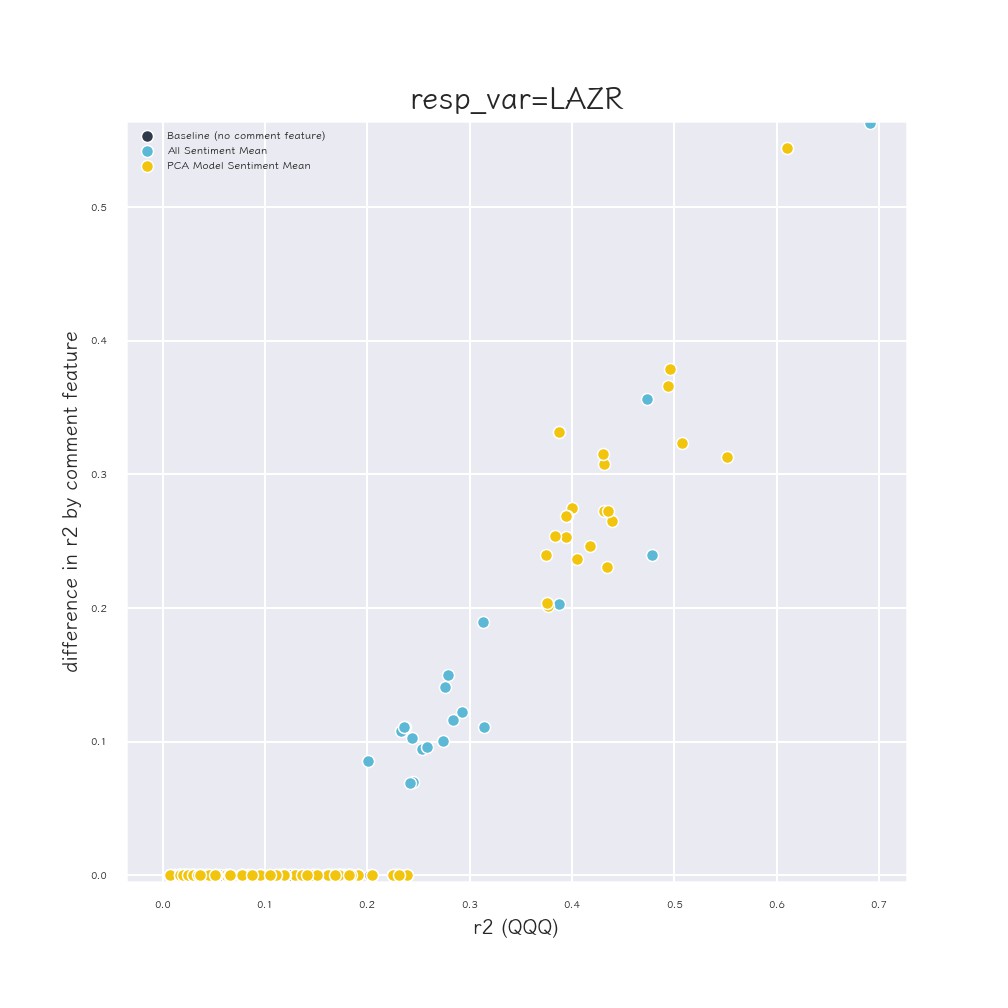 resp_var=LAZR
Baseline (no comment feature)
All Sentiment Mean
PCA Model Sentiment Mean
0.5
0.4
0.3
0.2
0.1
0.0
difference in r2 by comment feature
0.0 0.1 0.2 0.3 0.4 0.5 0.6 0.7
r2 (QQQ)